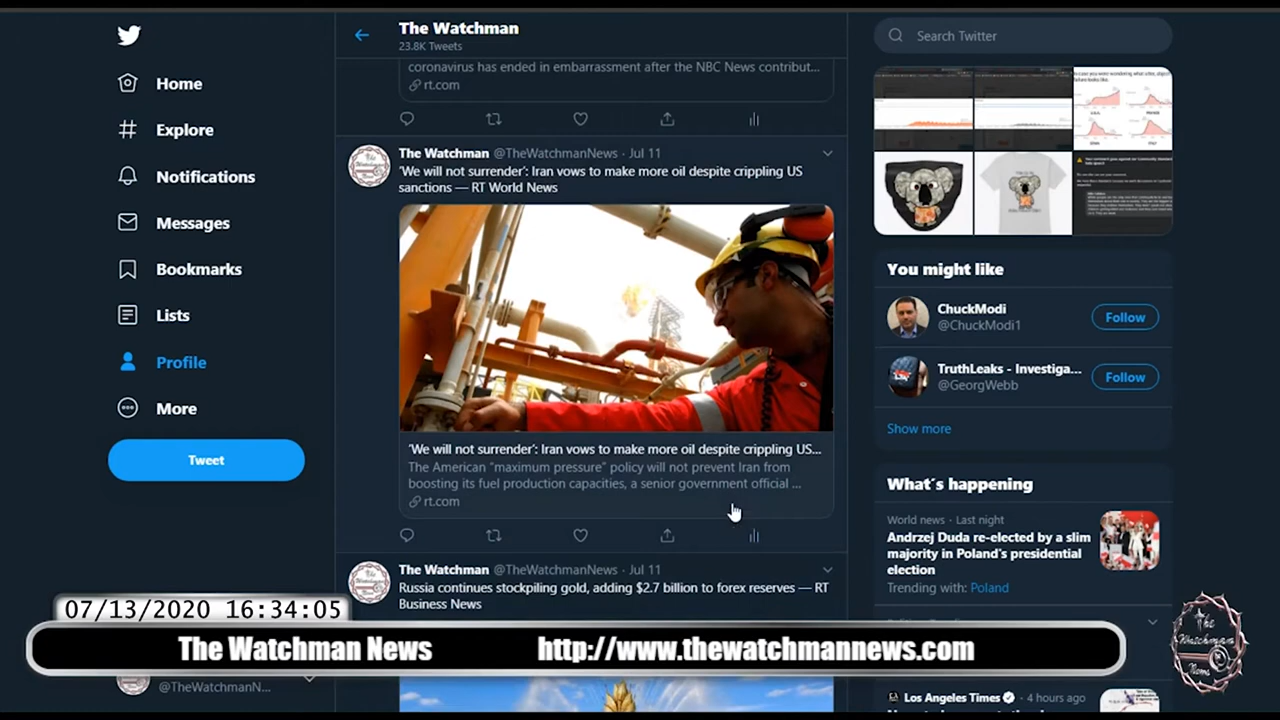 The Watchman
23.8K Tweets
Search Twitter
Home
Explore
Notifications
Messages
Bookmarks
Lists
Profile
More
Tweet
coronavirus has ended in embarrassment after the NBC News contribut...
rt.com
The Watchman @TheWatchmanNews · Jul 11
'We will not surrender': Iran vows to make more oil despite crippling US
sanctions — RT World News
'We will not surrender': Iran vows to make more oil despite crippling US...
The American “maximum pressure” policy will not prevent Iran from
boosting its fuel production capacities, a senior government official ...
rt.com
The Watchman @TheWatchmanNews · Jul 11
Russia continues stockpiling gold, adding $2.7 billion to forex reserves — RT
Business News
You might like
ChuckModi
@ChuckModi1
Follow
TruthLeaks - Investiga...
@GeorgWebb
Follow
Show more
What's happening
World news · Last night
Andrzej Duda re-elected by a slim
majority in Poland's presidential
election
Trending with: Poland
Los Angeles Times · 4 hours ago
07/13/2020 16:34:05
The Watchman News http://www.thewatchmannews.com
@TheWatchmanN...
The
Watchman
News